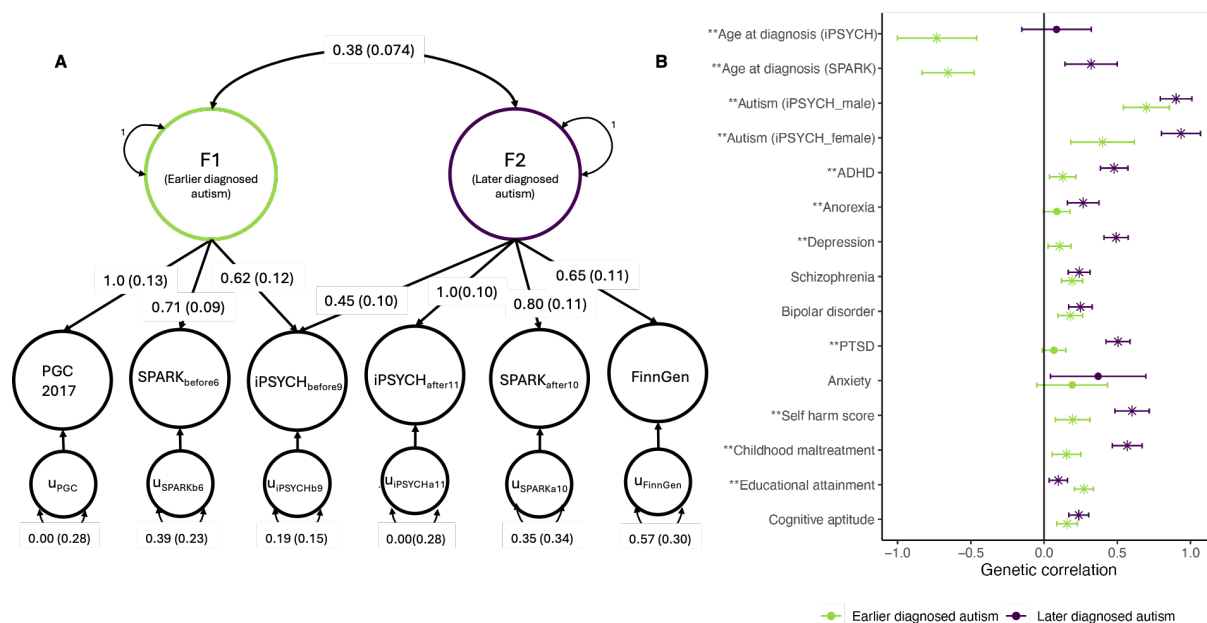 A
0.38 (0.074)
1
F1
(Earlier diagnosed
autism)
1
F2
(Later diagnosed
autism)
1.0 (0.13)
0.71 (0.09)
0.62 (0.12)
0.45 (0.10)
1.0(0.10)
0.80 (0.11)
0.65 (0.11)
PGC
2017
SPARKbefore6
iPSYCHbefore9
iPSYCHafter11
SPARKafter10
FinnGen
uPGC
uSPARKb6
uiPSYCHb9
uiPSYCHa11
uSPARKa10
uFinnGen
0.00 (0.28)
0.39 (0.23)
0.19 (0.15)
0.00(0.28)
0.35 (0.34)
0.57 (0.30)
B
**Age at diagnosis (iPSYCH)
**Age at diagnosis (SPARK)
**Autism (iPSYCH_male)
**Autism (iPSYCH_female)
**ADHD
**Anorexia
**Depression
Schizophrenia
Bipolar disorder
**PTSD
Anxiety
**Self harm score
**Childhood maltreatment
**Educational attainment
Cognitive aptitude
−1.0 −0.5 0.0 0.5 1.0
Genetic correlation
Earlier diagnosed autism Later diagnosed autism